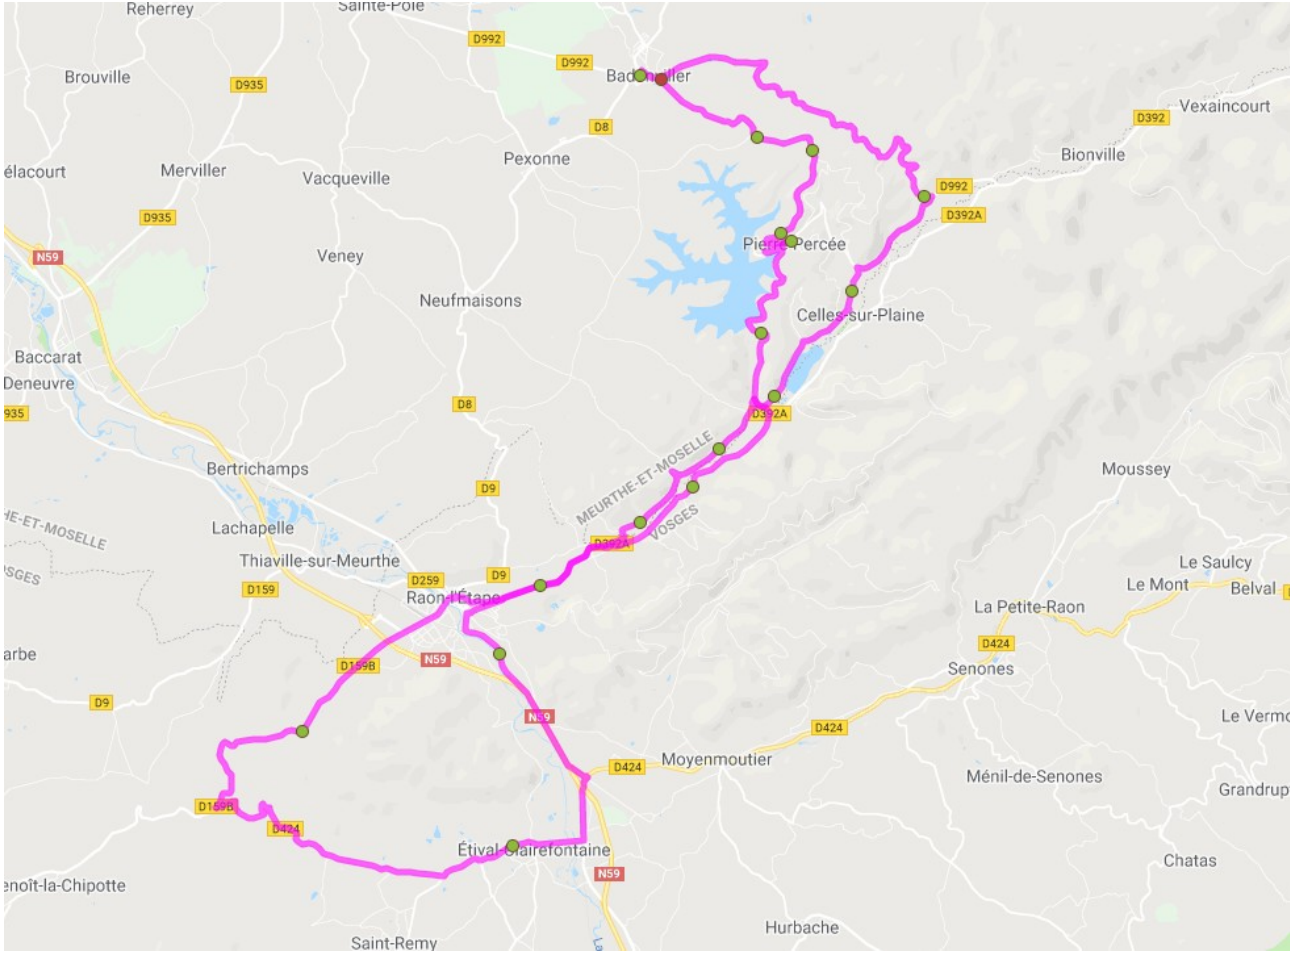 Reherrey
Sainte-Pole
D992
D992
Badonviller
Brouville
D935
D8
Vexaincourt
D392
Bionville
Pexonne
élacourt
Merviller
Vacqueville
D992
D935
D392A
Pierre-Percée
N59
Veney
Neufmaisons
Celles-sur-Plaine
Baccarat
Deneuvre
935
D8
D392A
MEURTHE-ET-MOSELLE
VOSGES
Bertrichamps
Moussey
D9
HE-ET-MOSELLE
OSGES
Lachapelle
D392A
Thiaville-sur-Meurthe
Le Saulcy
D259
D9
D159
Le Mont
Belval
Raon-l'Étape
La Petite-Raon
arbe
D159B
N59
D424
Senones
D9
N59
D424
Le Vermo
Moyenmoutier
D424
Ménil-de-Senones
Grandrup
D159B
D424
Étival-Clairefontaine
Chatas
N59
enoît-la-Chipotte
Hurbache
Saint-Remy
La